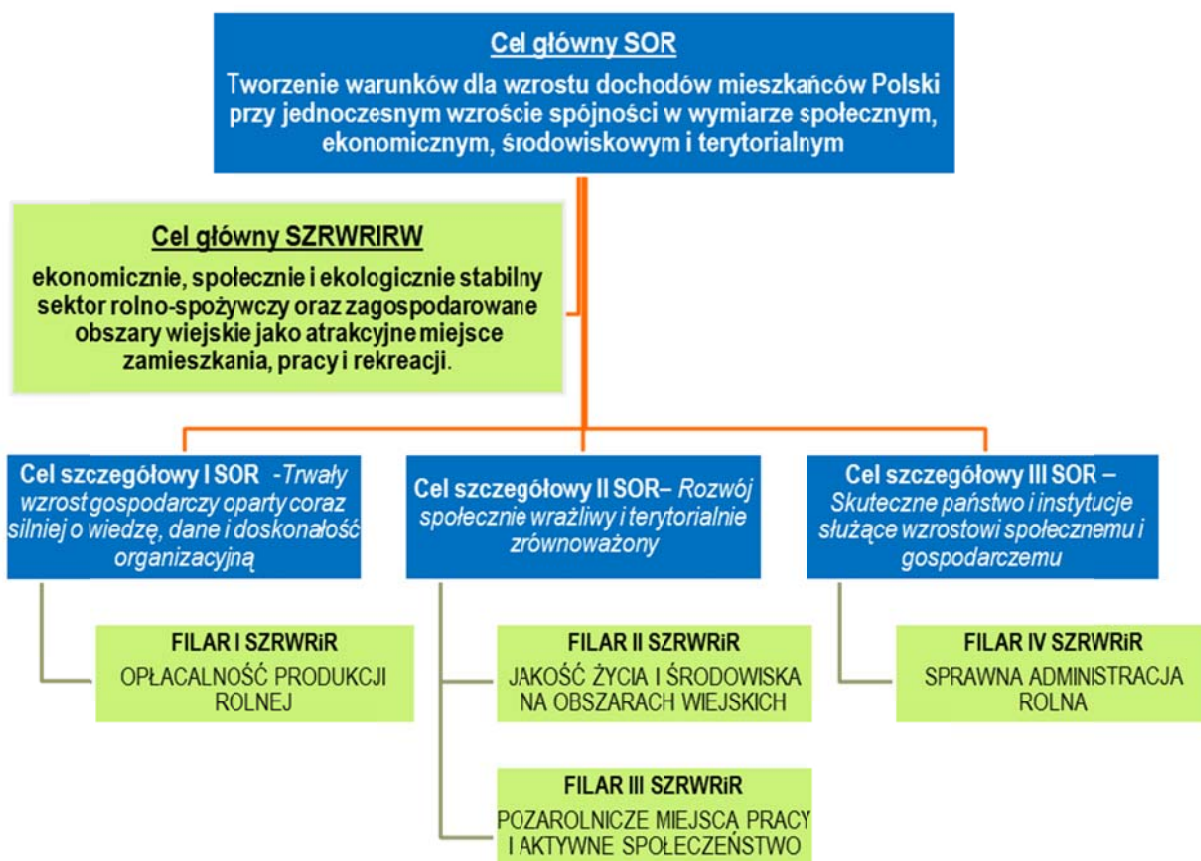 Cel główny SOR
Tworzenie warunków dla wzrostu dochodów mieszkańców Polski
przy jednoczesnym wzroście spójności w wymiarze społecznym,
ekonomicznym, środowiskowym i terytorialnym
Cel główny SZRWRIRW
ekonomicznie, społecznie i ekologicznie stabilny
sektor rolno-spożywczy oraz zagospodarowane
obszary wiejskie jako atrakcyjne miejsce
zamieszkania, pracy i rekreacji.
Cel szczegółowy I SOR -Trwały
wzrost gospodarczy oparty coraz
silniej o wiedzę, dane i doskonałość
organizacyjną
Cel szczegółowy II SOR– Rozwój
społecznie wrażliwy i terytorialnie
zrównoważony
Cel szczegółowy III SOR –
Skuteczne państwo i instytucje
służące wzrostowi społecznemu i
gospodarczemu
FILAR I SZRWRiR
OPŁACALNOŚĆ PRODUKCJI
ROLNEJ
FILAR II SZRWRiR
JAKOŚĆ ŻYCIA I ŚRODOWISKA
NA OBSZARACH WIEJSKICH
FILAR IV SZRWRiR
SPRAWNA ADMINISTRACJA
ROLNA
FILAR III SZRWRiR
POZAROLNICZE MIEJSCA PRACY
I AKTYWNE SPOŁECZEŃSTWO